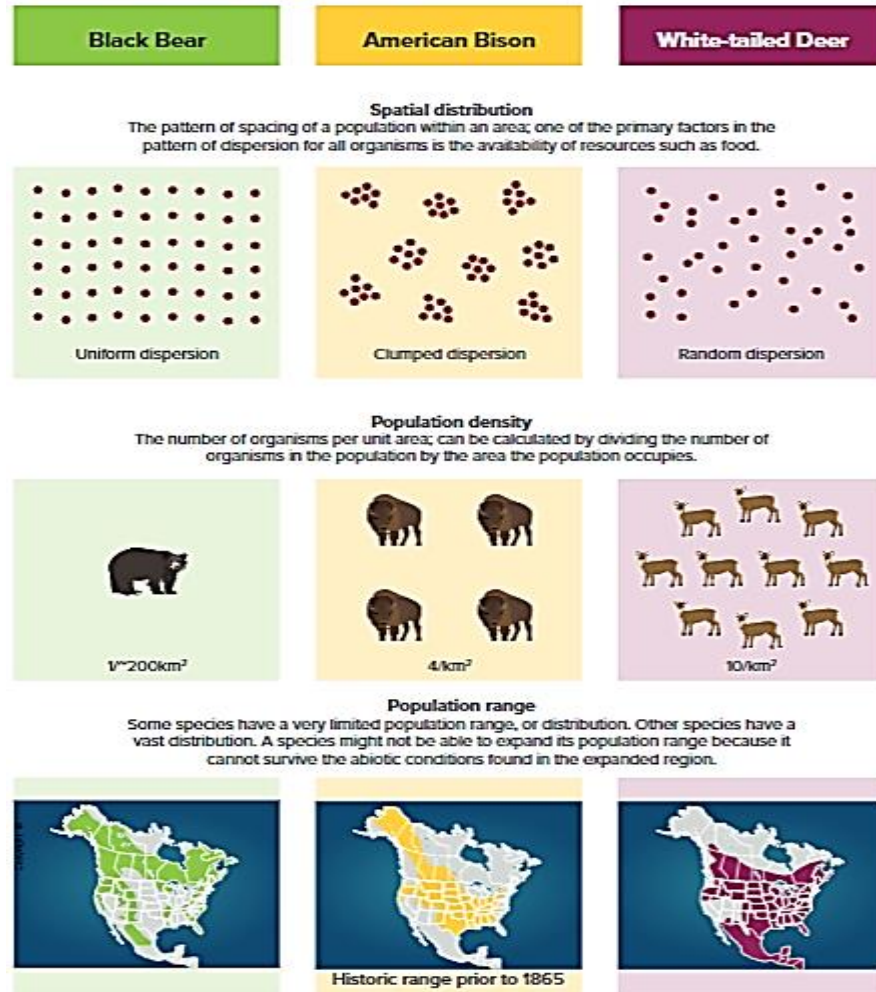 Black Bear
American Bison
White-tailed Deer
Spatial distribution
The pattern of spacing of a population within an area; one of the primary factors in the
pattern of dispersion for all organisms is the availability of resources such as food.
Uniform dispersion
Clumped dispersion
Random dispersion
Population density
The number of organisms per unit area; can be calculated by dividing the number of
organisms in the population by the area the population occupies.
1/~200km²
4/km²
10/km²
Population range
Some species have a very limited population range, or distribution. Other species have a
vast distribution. A species might not be able to expand its population range because it
cannot survive the abiotic conditions found in the expanded region.
Historic range prior to 1865